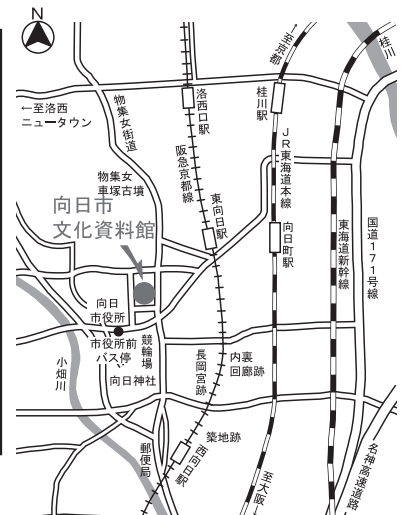 N
←至京都
桂川
←至洛西
ニュータウン
物集女街道
洛西口駅
桂川駅
阪急京都線
JR東海道本線
物集女
車塚古墳
向日市
文化資料館
東向日駅
向日町駅
東海道新幹線
国道171号線
向日
市役所
市役所前
バス停
競輪場
向日神社
小畑川
長岡宮跡
内裏
回廊跡
築地跡
西向日駅
郵便局
至大阪→
名神高速道路